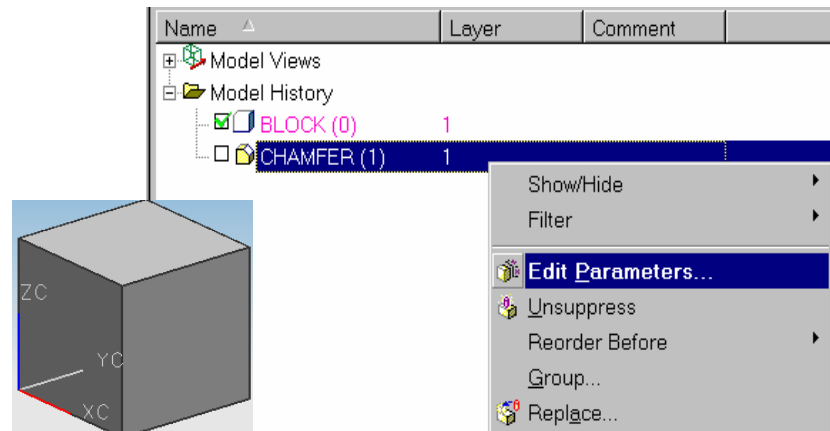 Name Layer Comment
Model Views
Model History
BLOCK (0) 1
CHAMFER (1) 1
Show/Hide
Filter
Edit Parameters...
Unsuppress
Reorder Before
Group...
Replace...
ZC
YC
XC